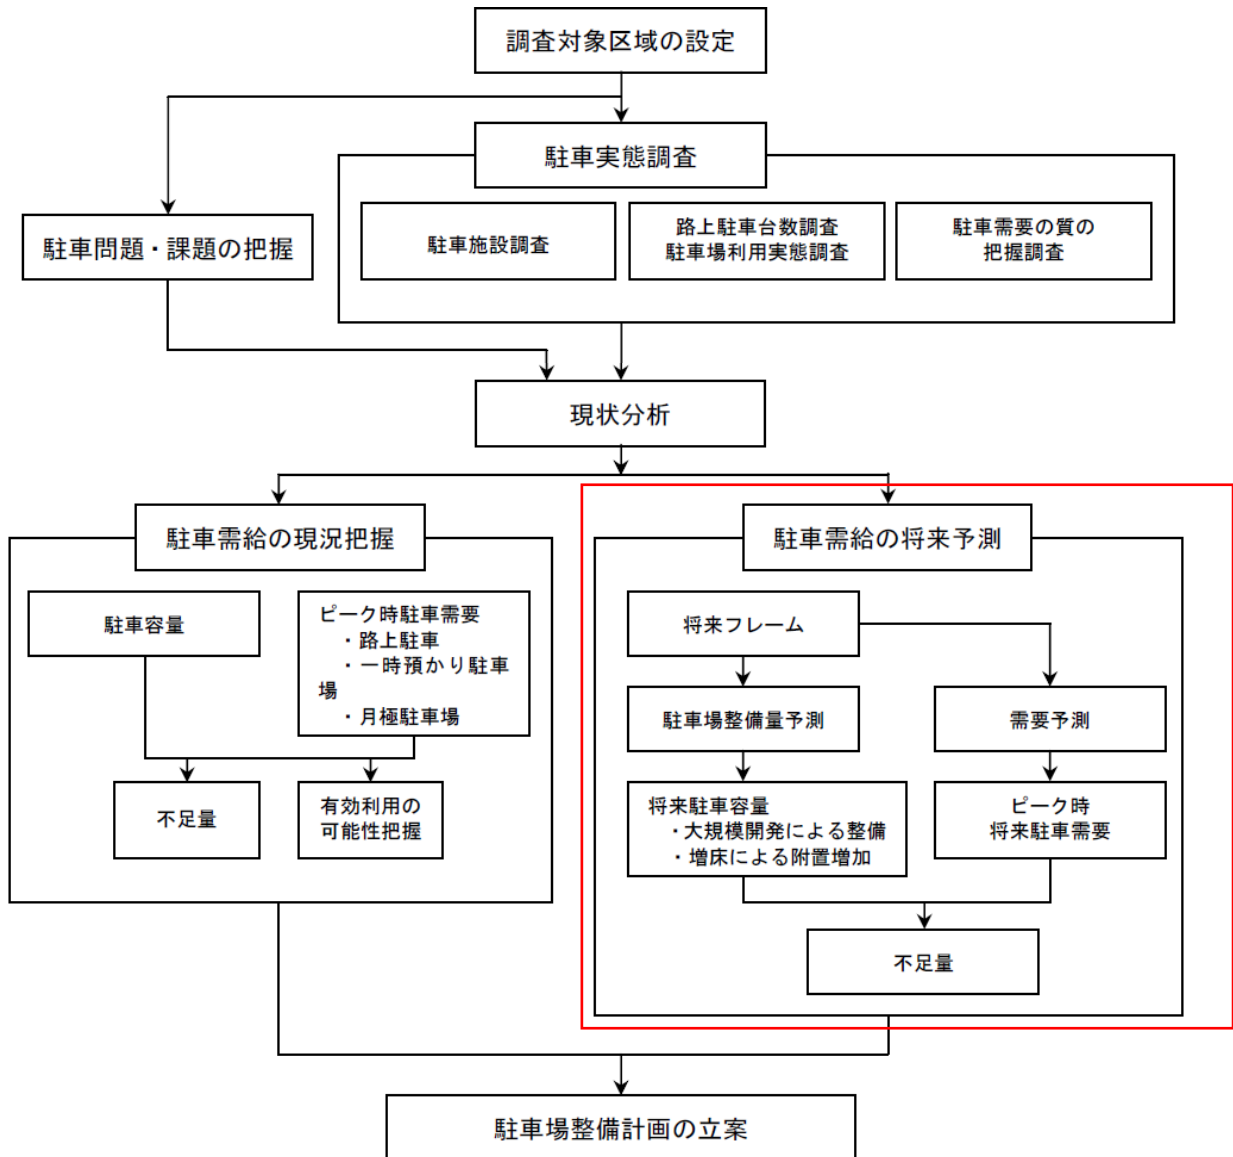 調査対象区域の設定
駐車実態調査
駐車施設調査
路上駐車台数調査
駐車場利用実態調査
駐車需要の質の
把握調査
駐車問題・課題の把握
現状分析
駐車需給の現況把握
駐車容量
ピーク時駐車需要
・路上駐車
・一時預かり駐車
場
・月極駐車場
不足量
有効利用の
可能性把握
駐車需給の将来予測
将来フレーム
駐車場整備量予測
需要予測
将来駐車容量
・大規模開発による整備
・増床による附置増加
ピーク時
将来駐車需要
不足量
駐車場整備計画の立案